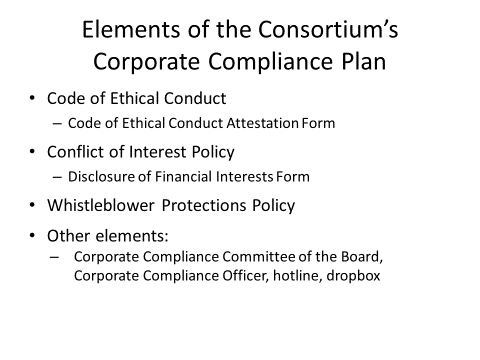 Elements of the Consortium’s
Corporate Compliance Plan
• Code of Ethical Conduct
– Code of Ethical Conduct Attestation Form
• Conflict of Interest Policy
– Disclosure of Financial Interests Form
• Whistleblower Protections Policy
• Other elements:
– Corporate Compliance Committee of the Board,
Corporate Compliance Officer, hotline, dropbox